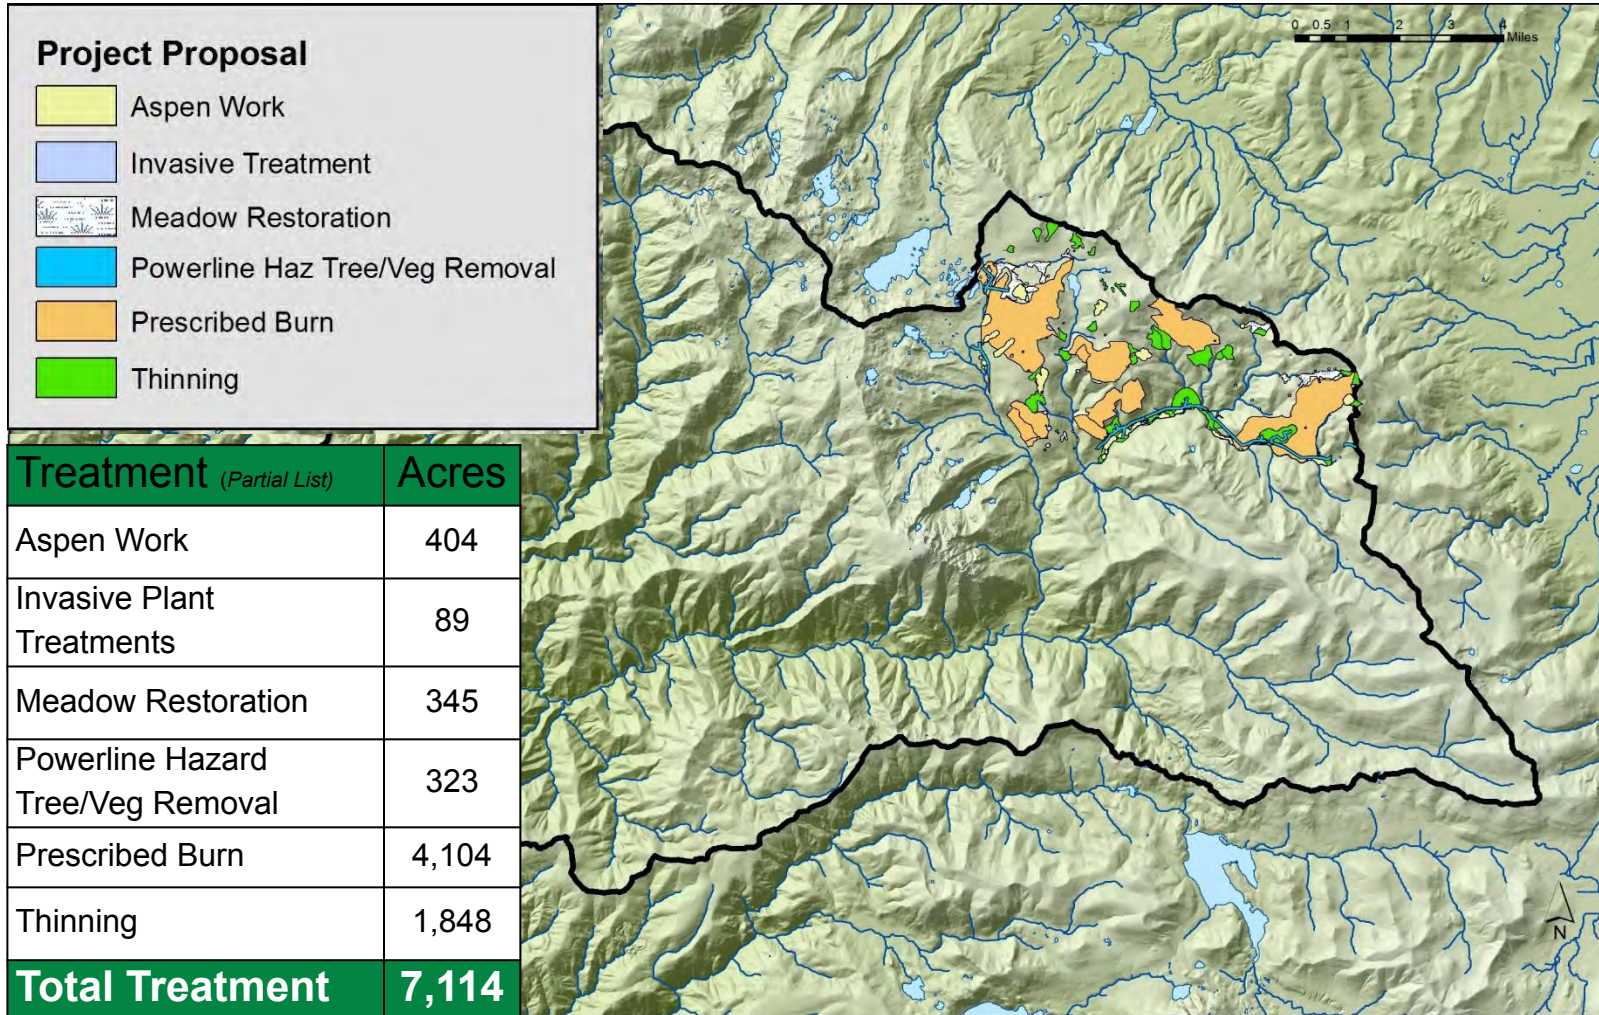 Project Proposal
Aspen Work
Invasive Treatment
Meadow Restoration
Powerline Haz Tree/Veg Removal
Prescribed Burn
Thinning
0 0.5 1 2 3 4
Miles
Treatment (Partial List) Acres
Aspen Work 404
Invasive Plant
Treatments 89
Meadow Restoration 345
Powerline Hazard
Tree/Veg Removal 323
Prescribed Burn 4,104
Thinning 1,848
Total Treatment 7,114
N